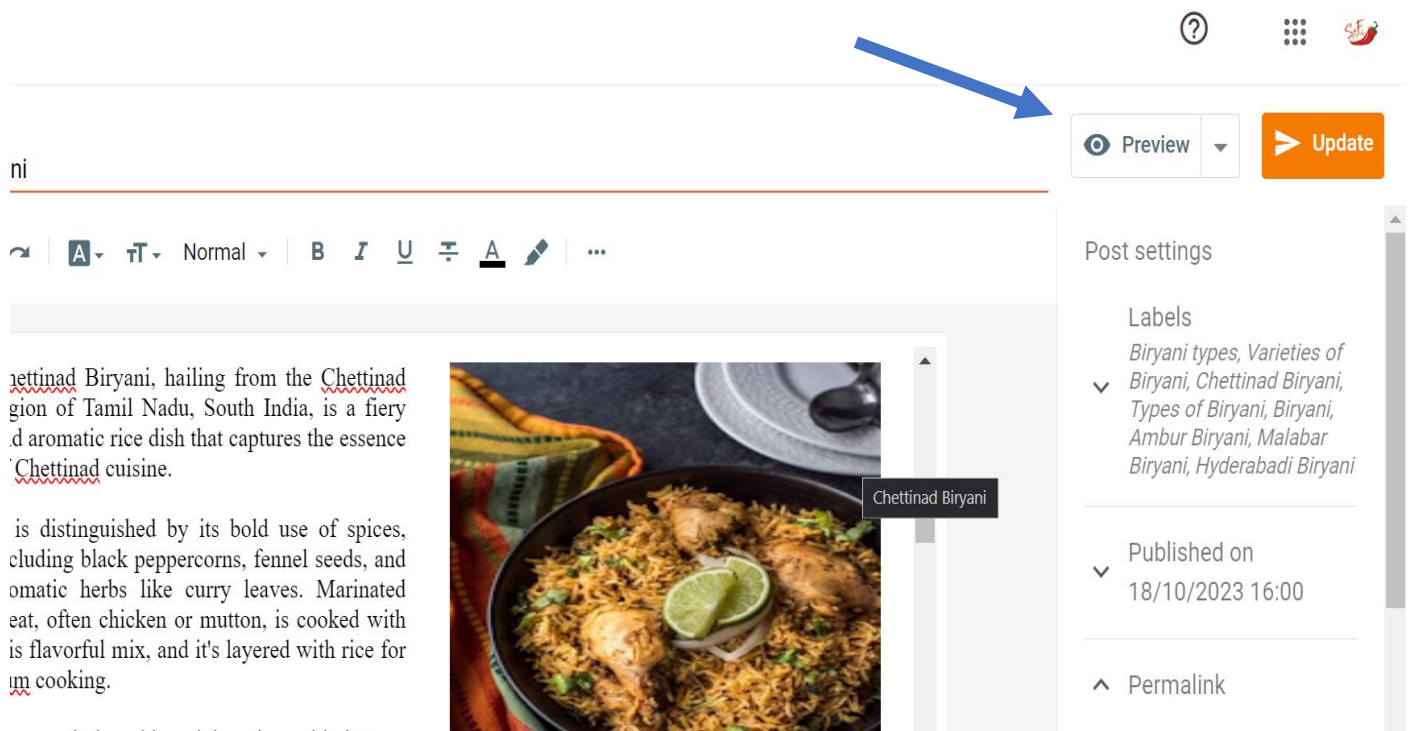 Preview
Update
ni
A
Normal
B I U T A
Post settings
Labels
Biryani types, Varieties of
Biryani, Chettinad Biryani,
Types of Biryani, Biryani,
Ambur Biryani, Malabar
Biryani, Hyderabadi Biryani
Published on
18/10/2023 16:00
Permalink
hettinad Biryani, hailing from the Chettinad
gion of Tamil Nadu, South India, is a fiery
d aromatic rice dish that captures the essence
Chettinad cuisine.
is distinguished by its bold use of spices,
cluding black peppercorns, fennel seeds, and
omatic herbs like curry leaves. Marinated
eat, often chicken or mutton, is cooked with
is flavorful mix, and it's layered with rice for
um cooking.
Chettinad Biryani